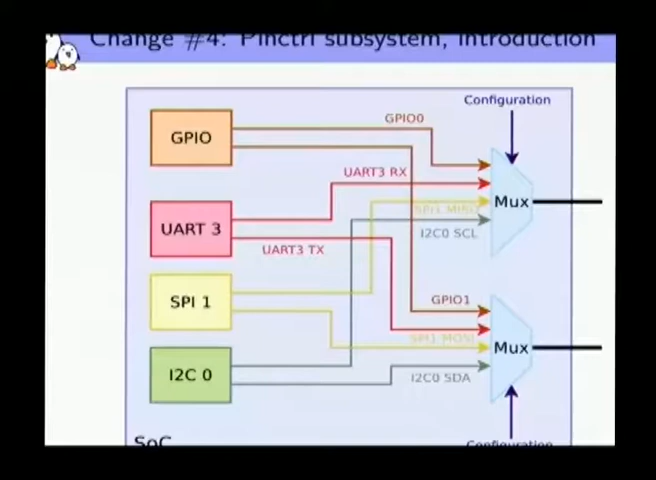 Change #4: Pinctrl subsystem, introduction
Configuration
GPIO
GPIO0
UART3 RX
Mux
SPI1 MISO
UART 3
I2C0 SCL
UART3 TX
SPI 1
GPIO1
SPI1 MOSI
Mux
I2C 0
I2C0 SDA
SoC
Configuration